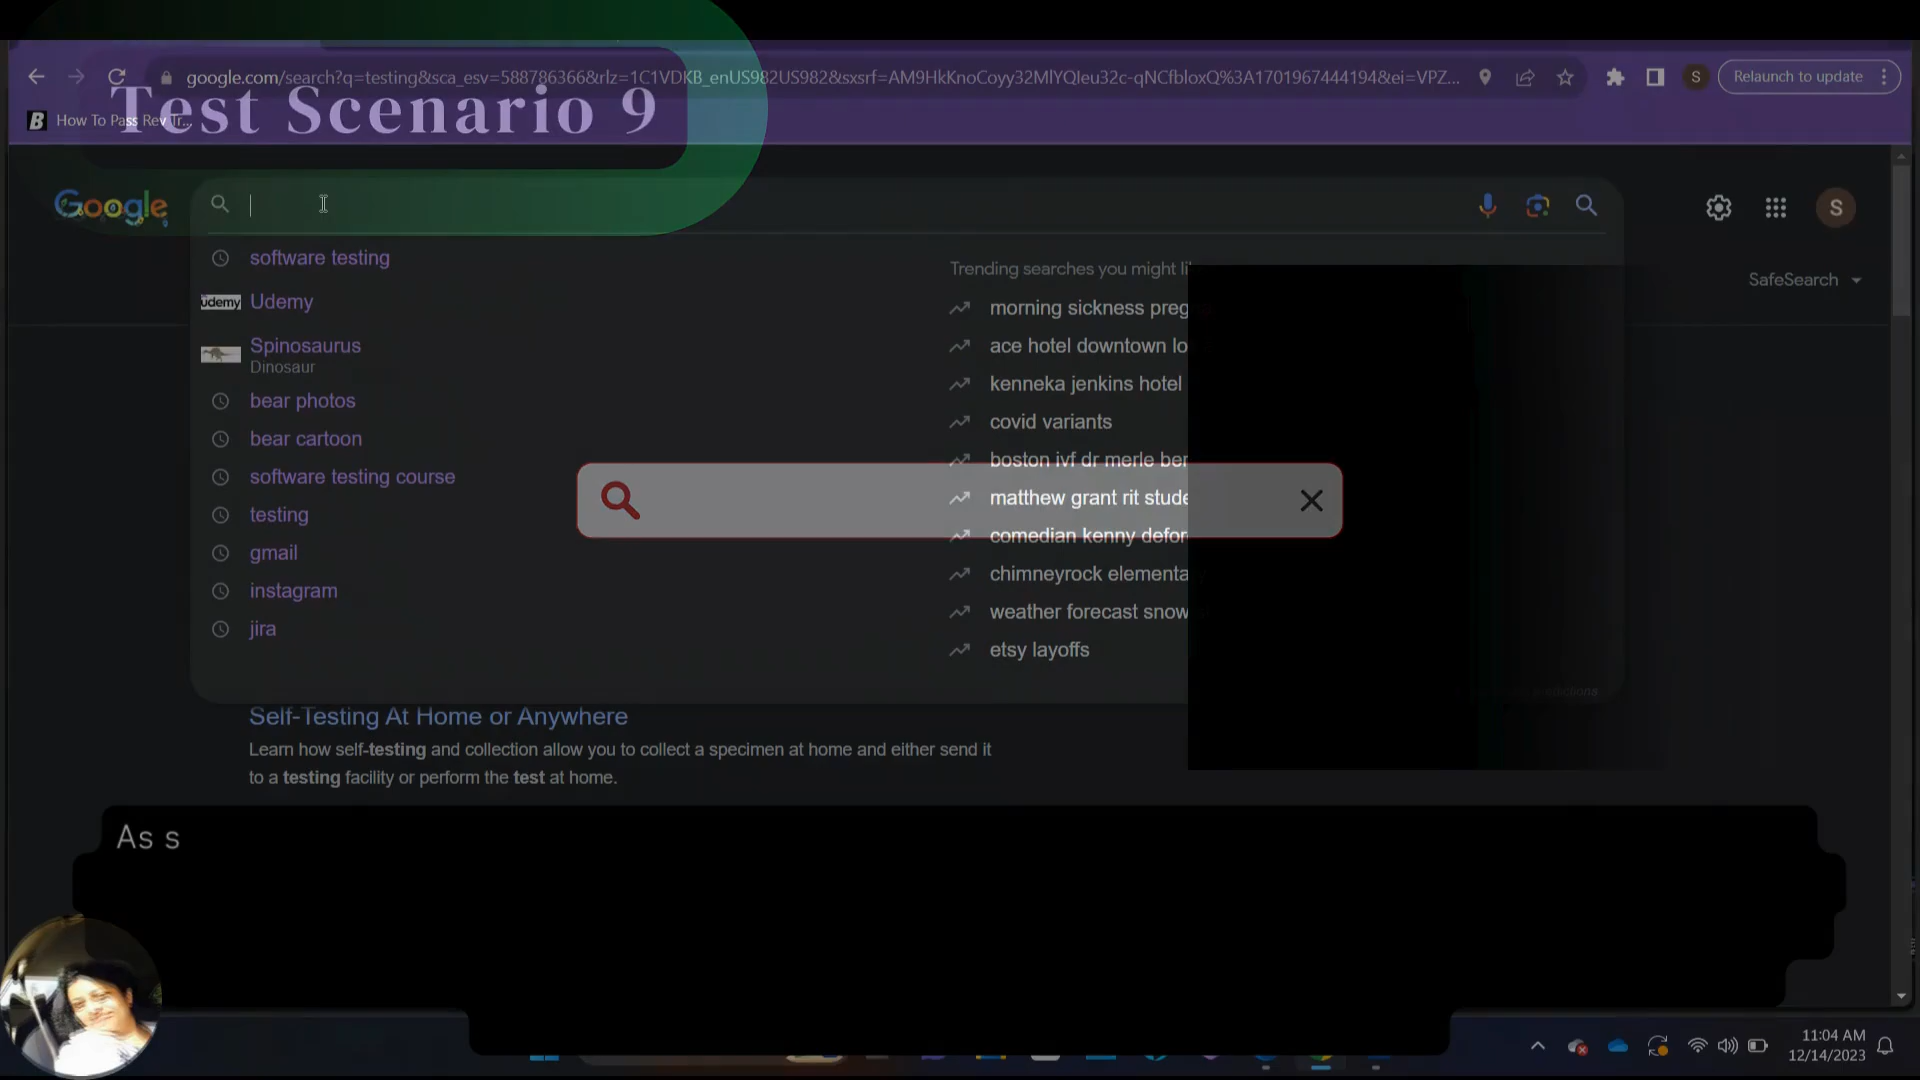 google.com/search?q=testing&sca_esv=588786366&rlz=1C1VDKB_enUS982US982&sxsrf=AM9HkKnoCoyy32MlYQIeu32c-qNCfbloxQ%3A1701967444194&ei=VPZ...
Relaunch to update
How To Pass Rev Tr...
Test Scenario 9
Google
S
SafeSearch
software testing
udemy
Udemy
Spinosaurus
Dinosaur
bear photos
bear cartoon
software testing course
testing
gmail
instagram
jira
Trending searches you might li
morning sickness preg
ace hotel downtown lo
kenneka jenkins hotel
covid variants
boston ivf dr merle ber
matthew grant rit stude
comedian kenny defor
chimneyrock elementa
weather forecast snow
etsy layoffs
predictions
Self-Testing At Home or Anywhere
Learn how self-testing and collection allow you to collect a specimen at home and either send it
to a testing facility or perform the test at home.
As s
11:04 AM
12/14/2023